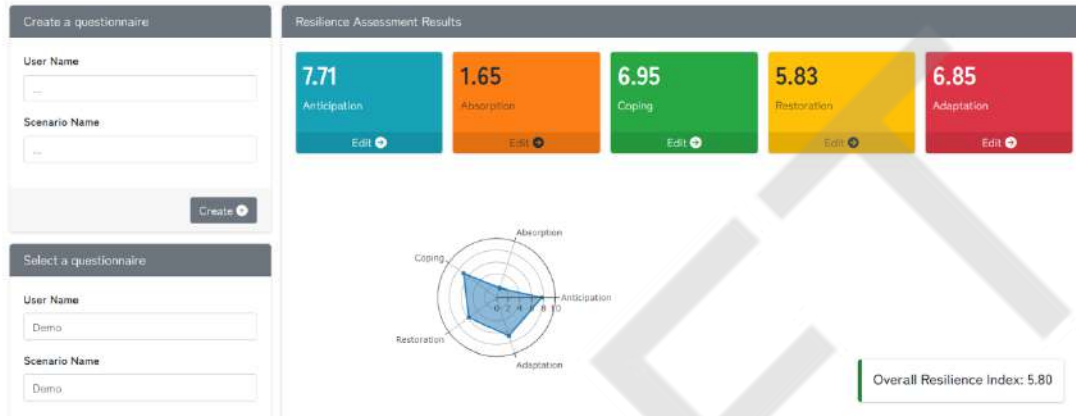 Create a questionnaire
User Name
...
Scenario Name
...
Create
Select a questionnaire
User Name
Demo
Scenario Name
Demo
Resilience Assessment Results
7.71
Anticipation
Edit
1.65
Absorption
Edit
6.95
Coping
Edit
5.83
Restoration
Edit
6.85
Adaptation
Edit
Absorption
Coping
Anticipation
0 2 4 6 8 10
Restoration
Adaptation
Overall Resilience Index: 5.80